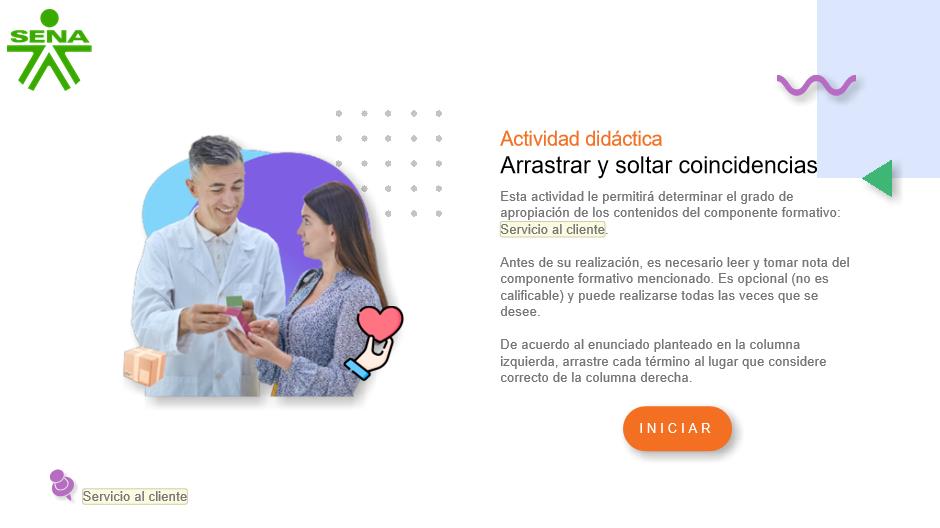 SENA
Actividad didáctica
Arrastrar y soltar coincidencias
Esta actividad le permitirá determinar el grado de
apropiación de los contenidos del componente formativo:
Servicio al cliente.
Antes de su realización, es necesario leer y tomar nota del
componente formativo mencionado. Es opcional (no es
calificable) y puede realizarse todas las veces que se
desee.
De acuerdo al enunciado planteado en la columna
izquierda, arrastre cada término al lugar que considere
correcto de la columna derecha.
INICIAR
Servicio al cliente